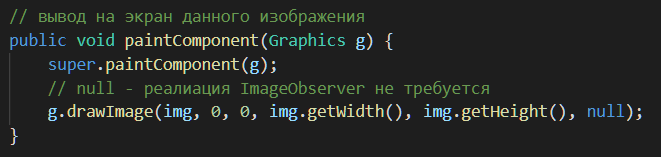 // вывод на экран данного изображения
public void paintComponent(Graphics g) {
super.paintComponent(g);
// null - реалиация ImageObserver не требуется
g.drawImage(img, 0, 0, img.getWidth(), img.getHeight(), null);
}